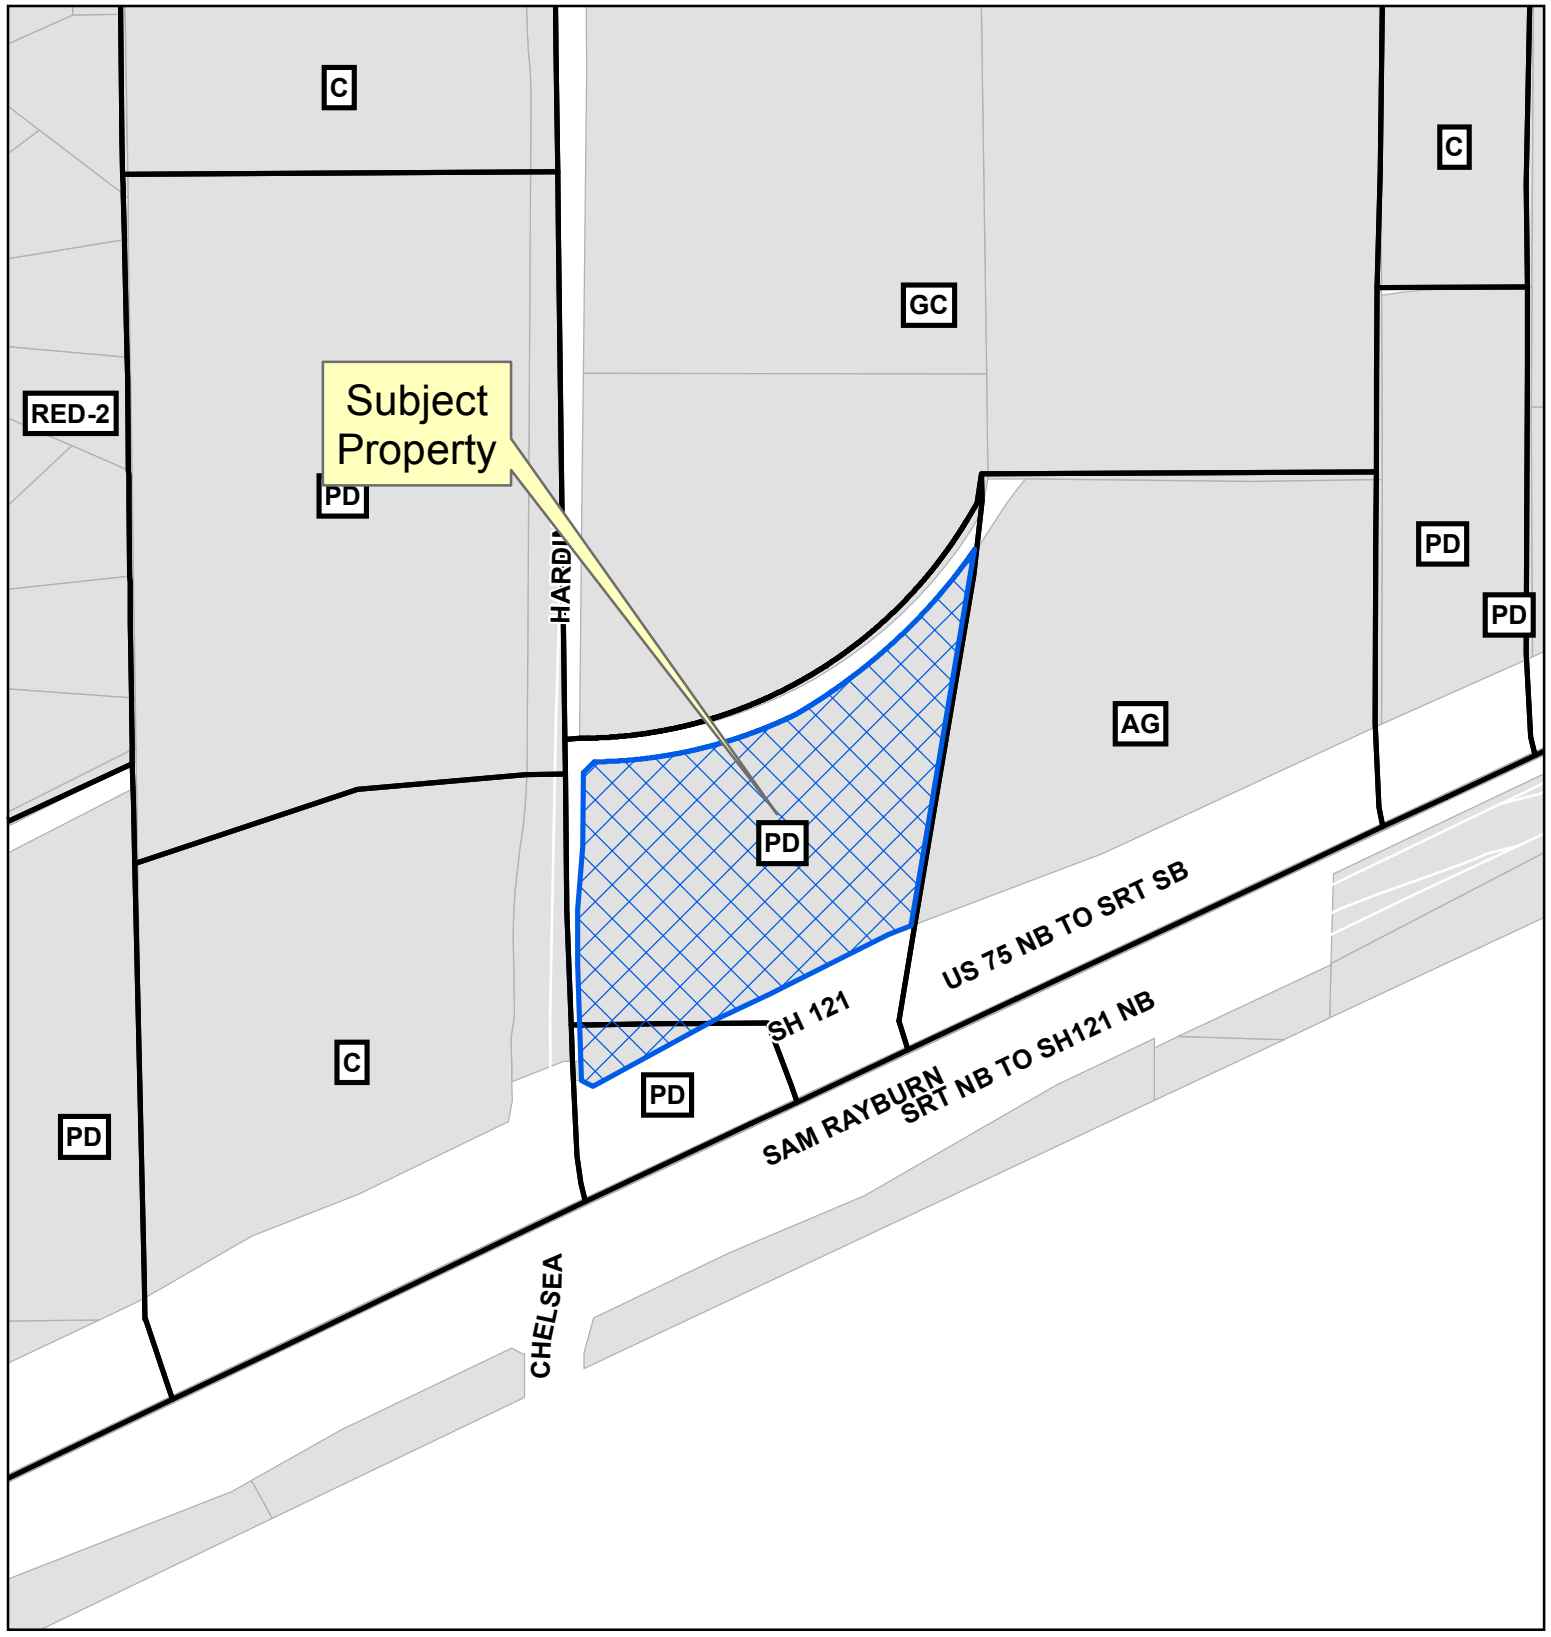 C
C
GC
Subject
Property
RED-2
PD
PD
HARDIN
PD
AG
PD
US 75 NB TO SRT SB
SH 121
SRT NB TO SH121 NB
C
PD
SAM RAYBURN
PD
CHELSEA